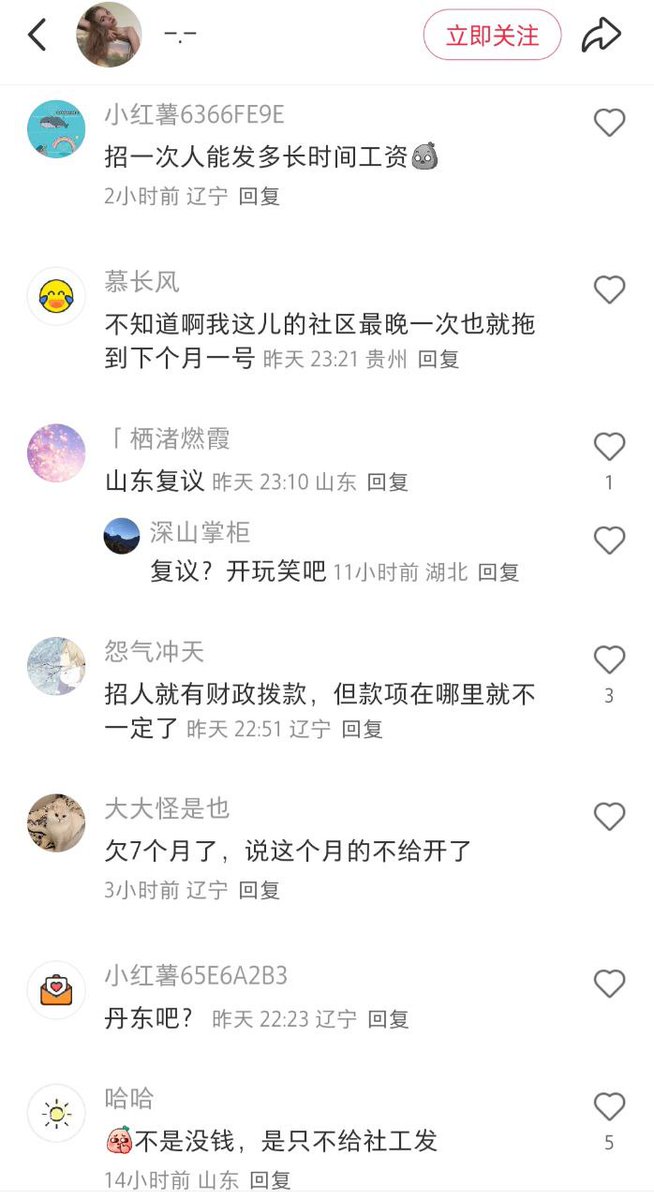 -.-
立即关注
小红薯6366FE9E
招一次人能发多长时间工资
2小时前 辽宁 回复
慕长风
不知道啊我这儿的社区最晚一次也就拖
到下个月一号 昨天 23:21 贵州 回复
「 栖渚燃霞
山东复议 昨天 23:10 山东 回复
1
深山掌柜
复议？开玩笑吧 11小时前 湖北 回复
怨气冲天
招人就有财政拨款，但款项在哪里就不
3
一定了 昨天 22:51 辽宁 回复
大大怪是也
欠7个月了，说这个月的不给开了
3小时前 辽宁 回复
小红薯65E6A2B3
丹东吧？ 昨天 22:23 辽宁 回复
哈哈
不是没钱，是只不给社工发
5
14小时前 山东 回复